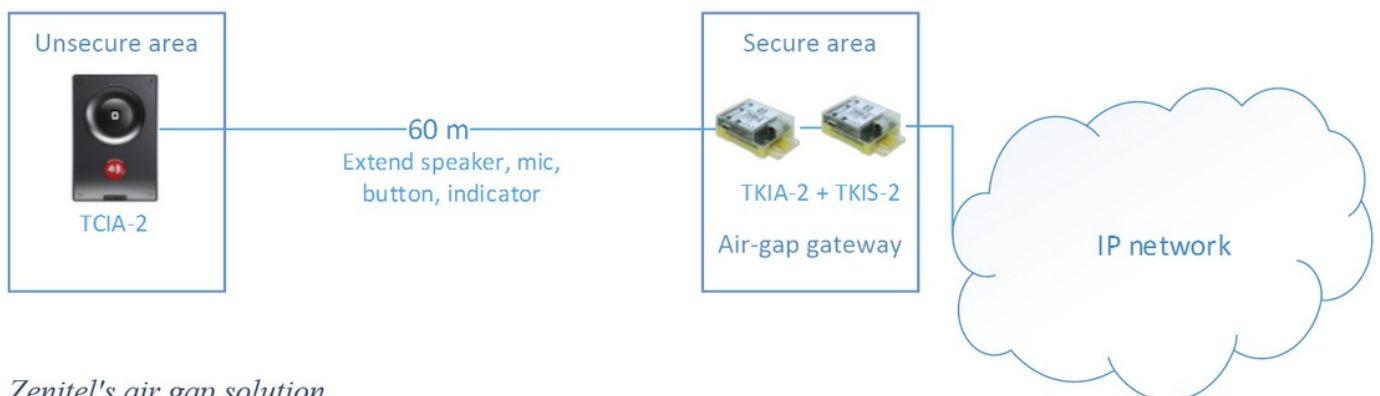 Unsecure area
TCIA-2
60 m
Extend speaker, mic,
button, indicator
Secure area
TKIA-2 + TKIS-2
Air-gap gateway
IP network
Zenitel's air gap solution